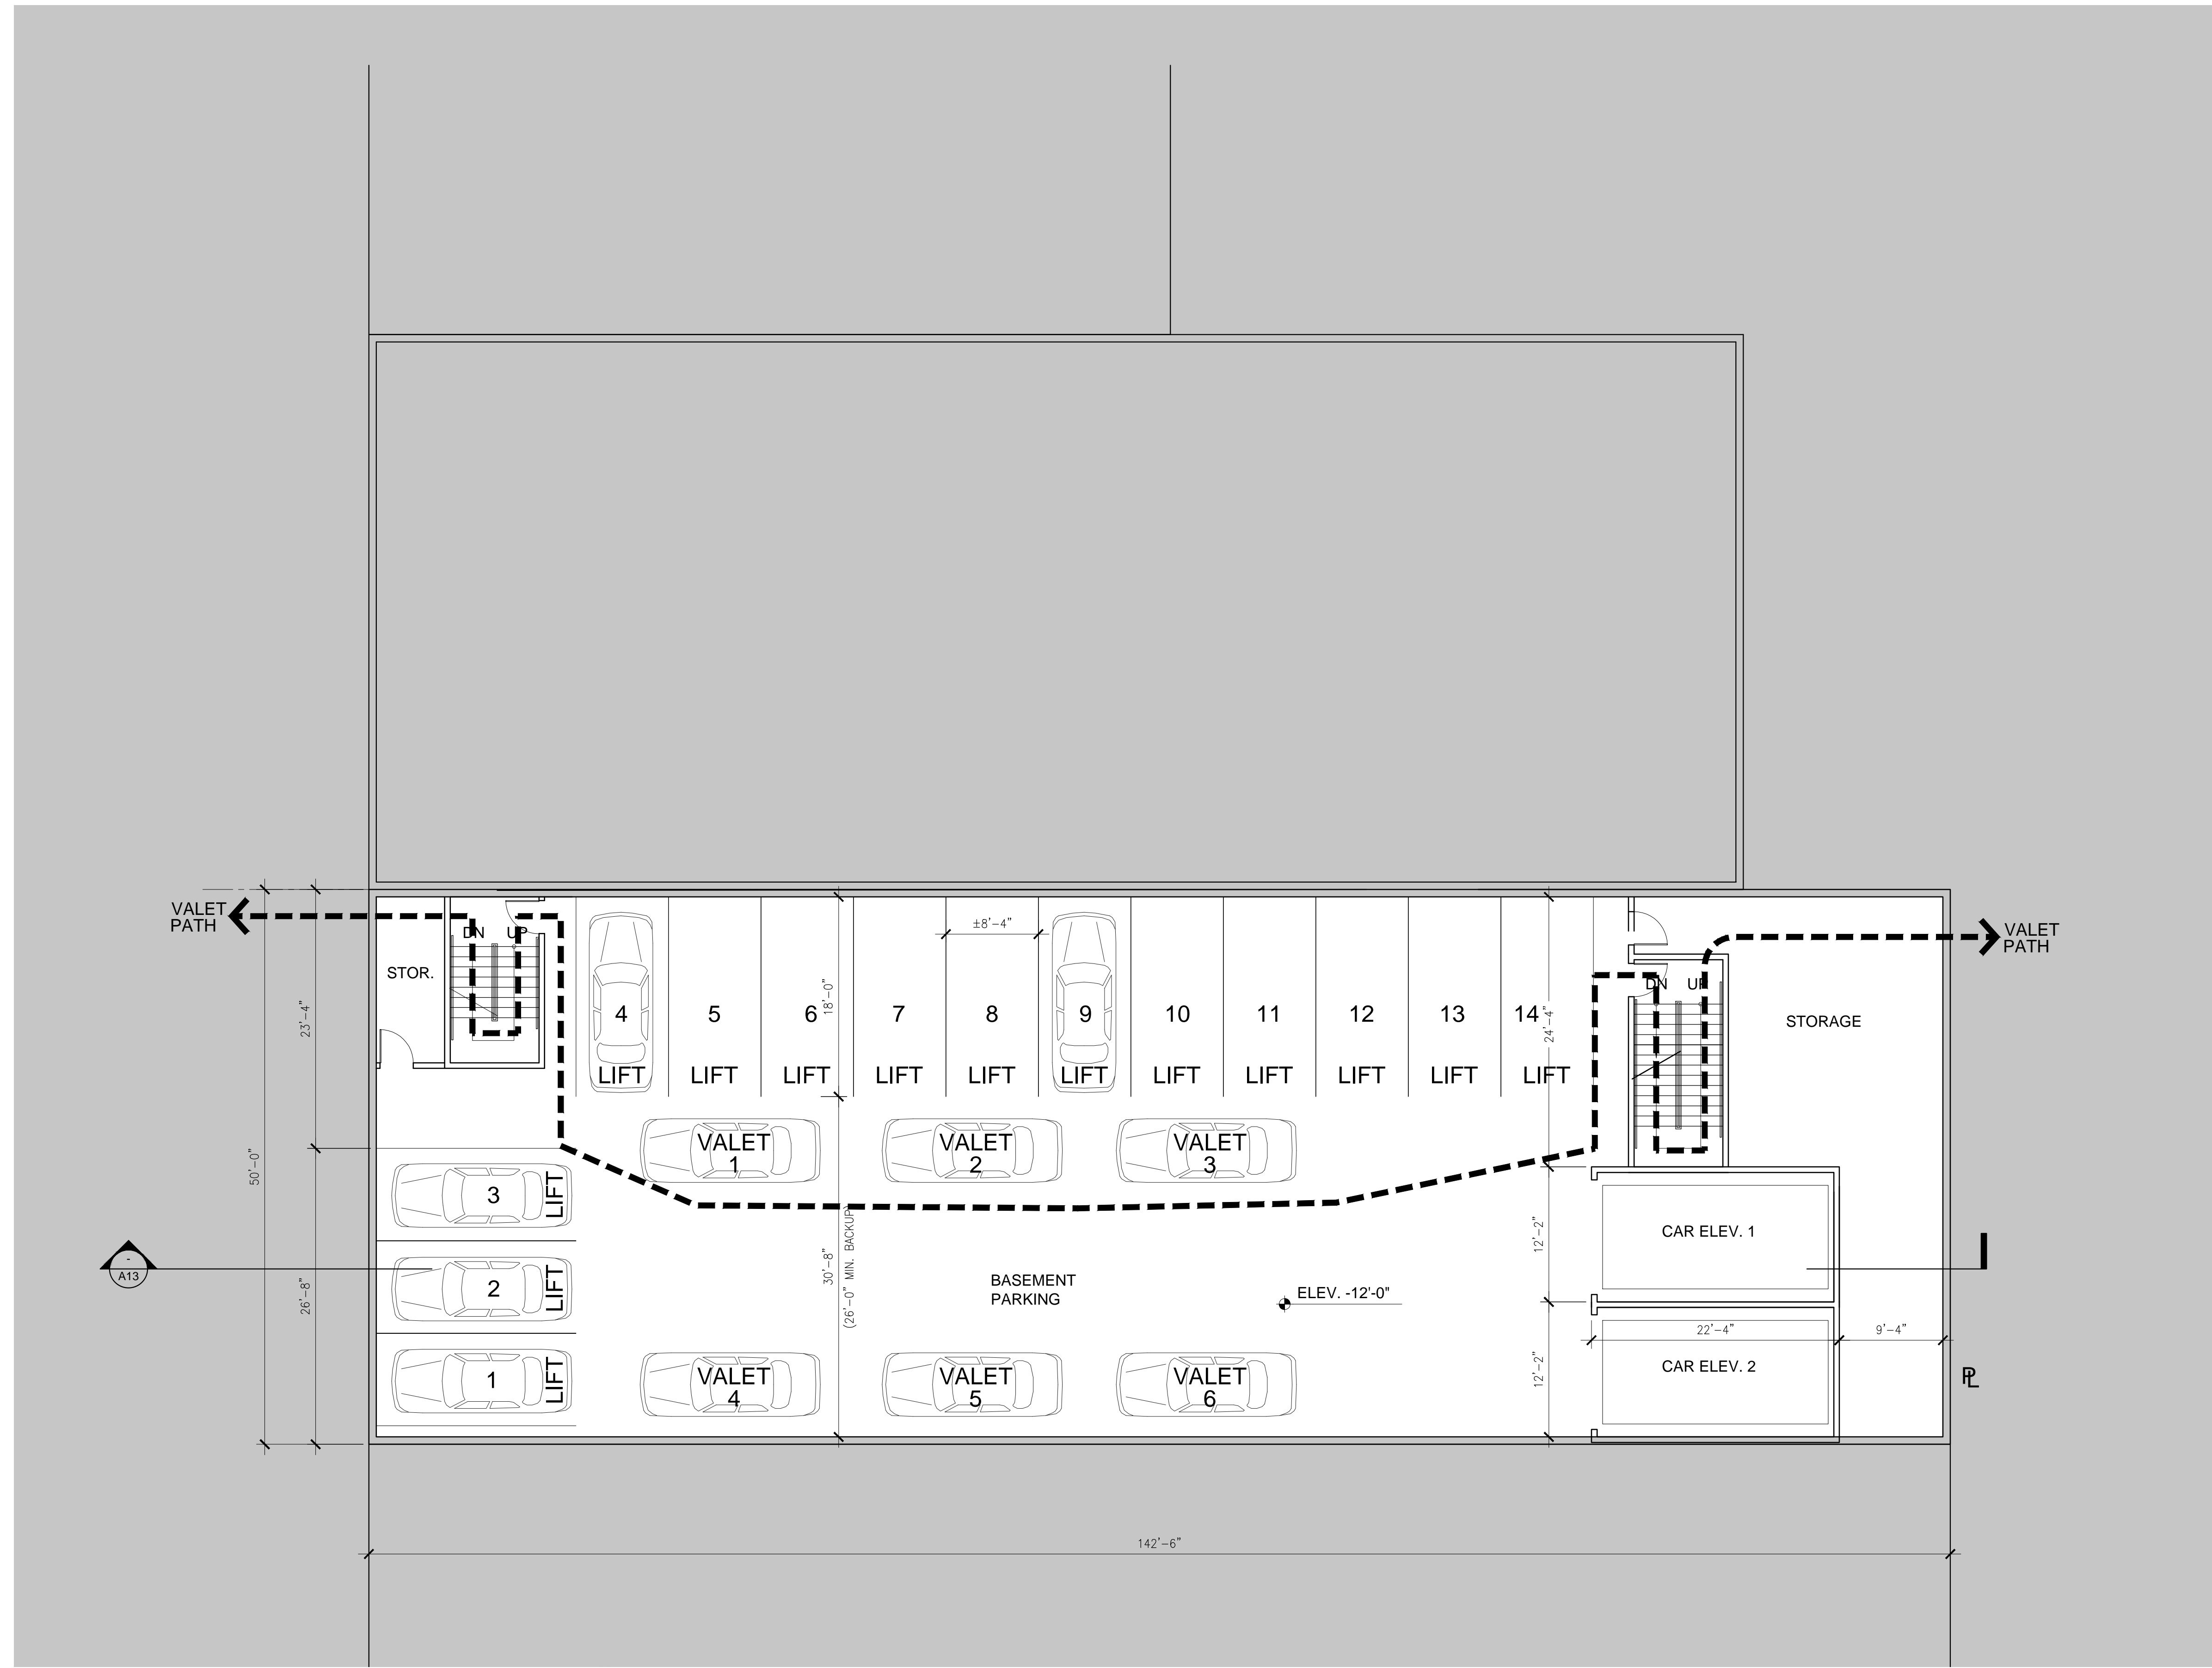 VALET
PATH
DN UP
STOR.
23'-4"
50'-0"
26'-8"
±8'-4"
18'-0"
24'-4"
4 5 6 7 8 9 10 11 12 13 14
LIFT LIFT LIFT LIFT LIFT LIFT LIFT LIFT LIFT LIFT LIFT
DN UP
VALET
PATH
STORAGE
VALET
1
VALET
2
VALET
3
3
LIFT
2
LIFT
1
LIFT
-
A13
30'-8"
(26'-0" MIN. BACKUP)
BASEMENT
PARKING
ELEV. -12'-0"
12'-2"
12'-2"
CAR ELEV. 1
22'-4"
9'-4"
CAR ELEV. 2
PL
VALET
4
VALET
5
VALET
6
142'-6"